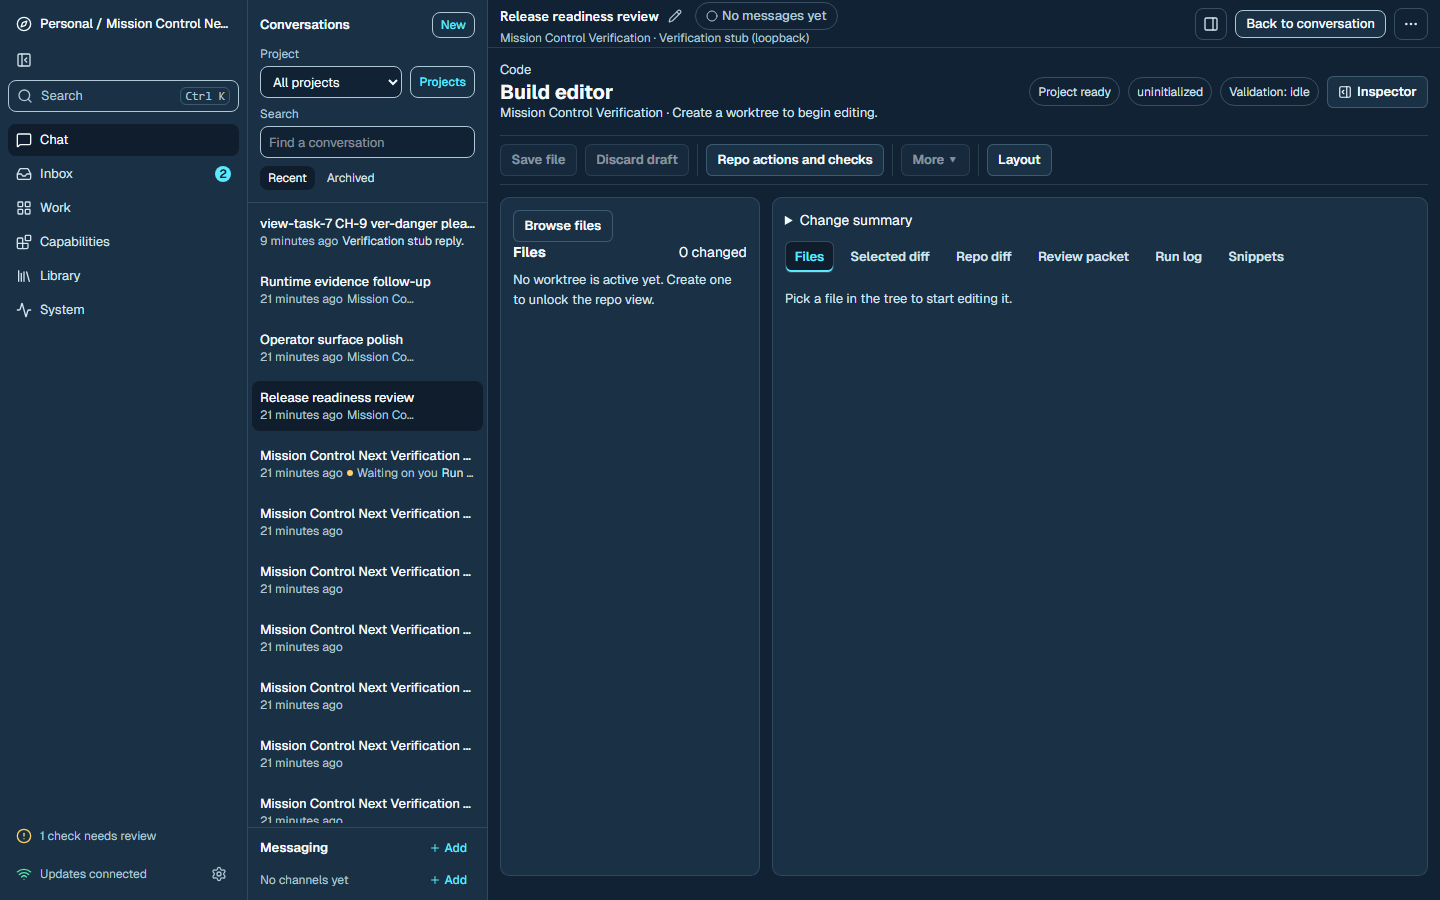 Personal / Mission Control Ne...
Search
Ctrl K
Chat
Inbox
2
Work
Capabilities
Library
System
1 check needs review
Updates connected
Conversations
New
Project
All projects
Projects
Search
Find a conversation
Recent
Archived
view-task-7 CH-9 ver-danger plea...
9 minutes ago Verification stub reply.
Runtime evidence follow-up
21 minutes ago Mission Co...
Operator surface polish
21 minutes ago Mission Co...
Release readiness review
21 minutes ago Mission Co...
Mission Control Next Verification ...
21 minutes ago Waiting on you Run ...
Mission Control Next Verification ...
21 minutes ago
Mission Control Next Verification ...
21 minutes ago
Mission Control Next Verification ...
21 minutes ago
Mission Control Next Verification ...
21 minutes ago
Mission Control Next Verification ...
21 minutes ago
Mission Control Next Verification ...
21 minutes ago
Messaging
+ Add
No channels yet
+ Add
Release readiness review
No messages yet
Mission Control Verification · Verification stub (loopback)
Back to conversation
Code
Build editor
Mission Control Verification · Create a worktree to begin editing.
Project ready
uninitialized
Validation: idle
Inspector
Save file
Discard draft
Repo actions and checks
More
Layout
Browse files
Files
0 changed
No worktree is active yet. Create one
to unlock the repo view.
Change summary
Files
Selected diff
Repo diff
Review packet
Run log
Snippets
Pick a file in the tree to start editing it.